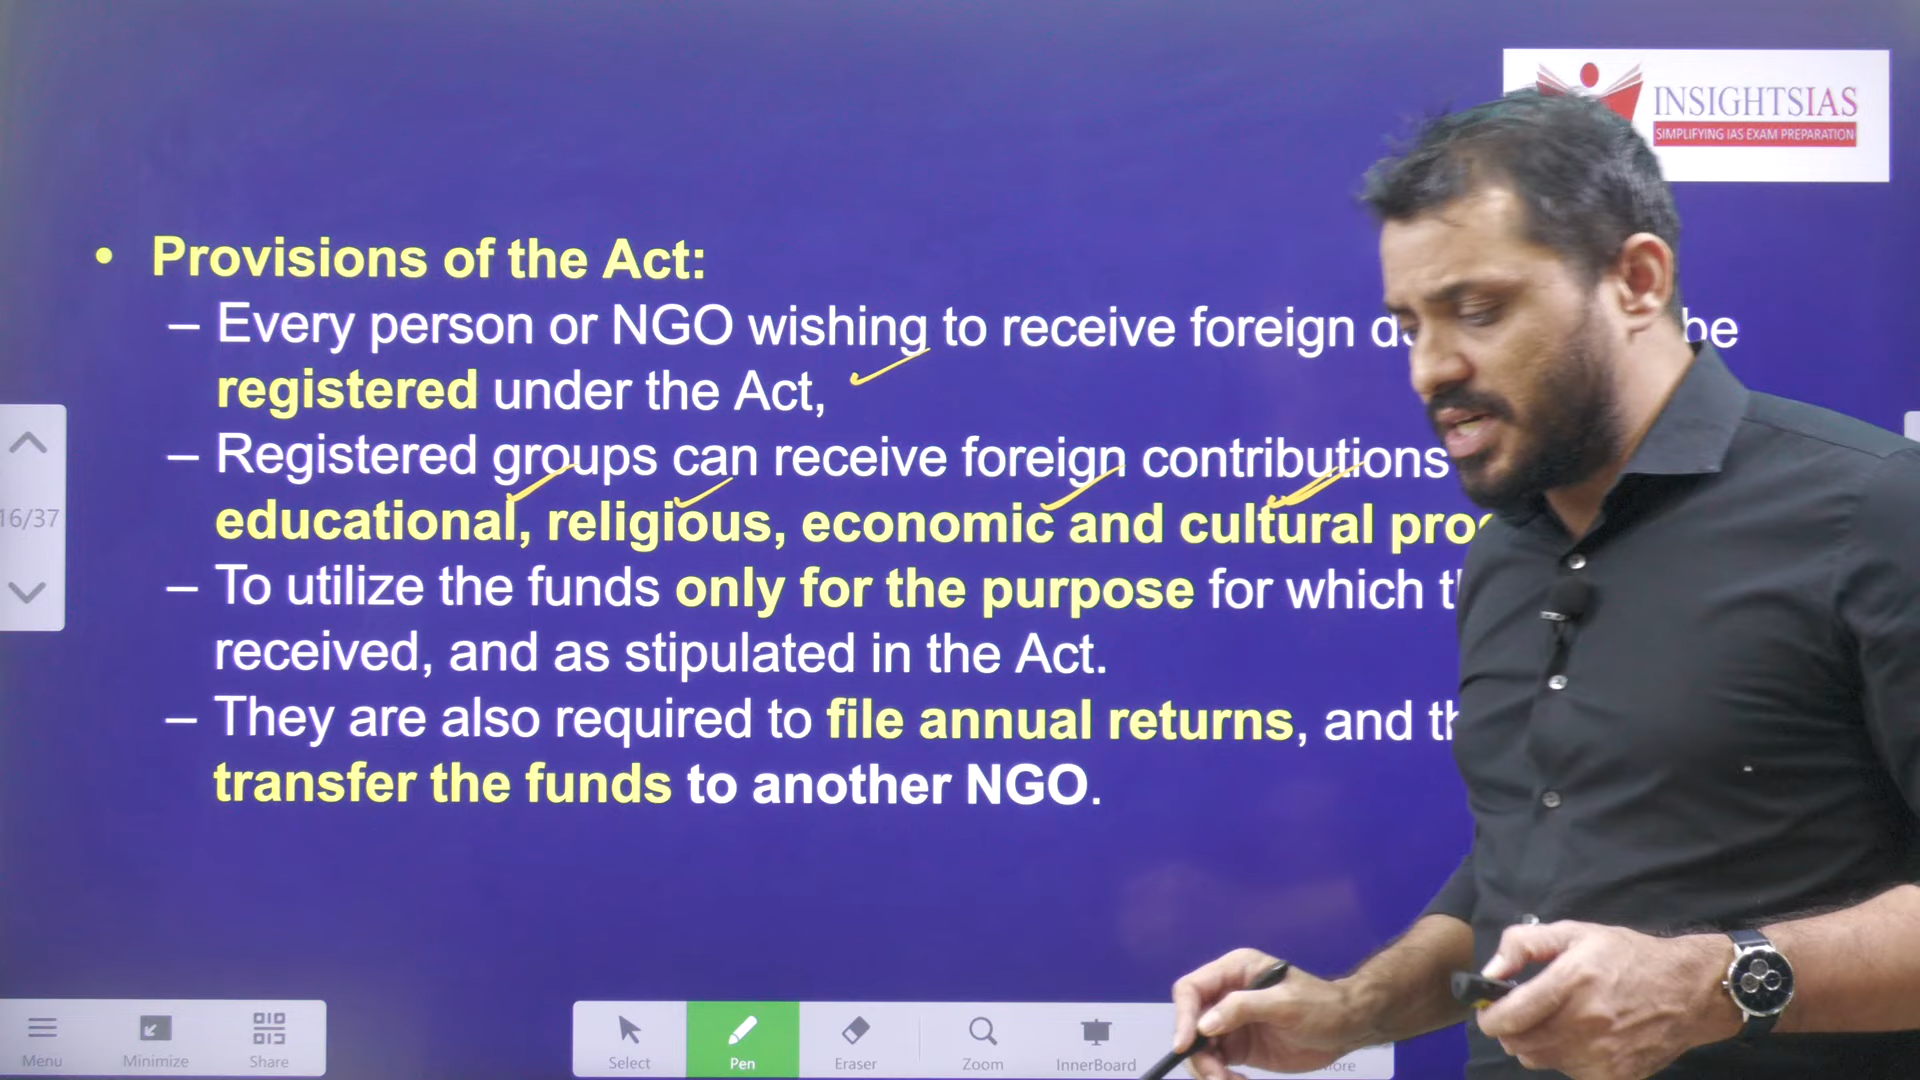 INSIGHTSIAS
SIMPLIFYING IAS EXAM PREPARATION
• Provisions of the Act:
– Every person or NGO wishing to receive foreign be
registered under the Act,
– Registered groups can receive foreign contributions
educational, religious, economic and cultural
– To utilize the funds only for the purpose for which
received, and as stipulated in the Act.
– They are also required to file annual returns, and
transfer the funds to another NGO.
16/37
Menu Minimize Share Select Pen Eraser Zoom InnerBoard